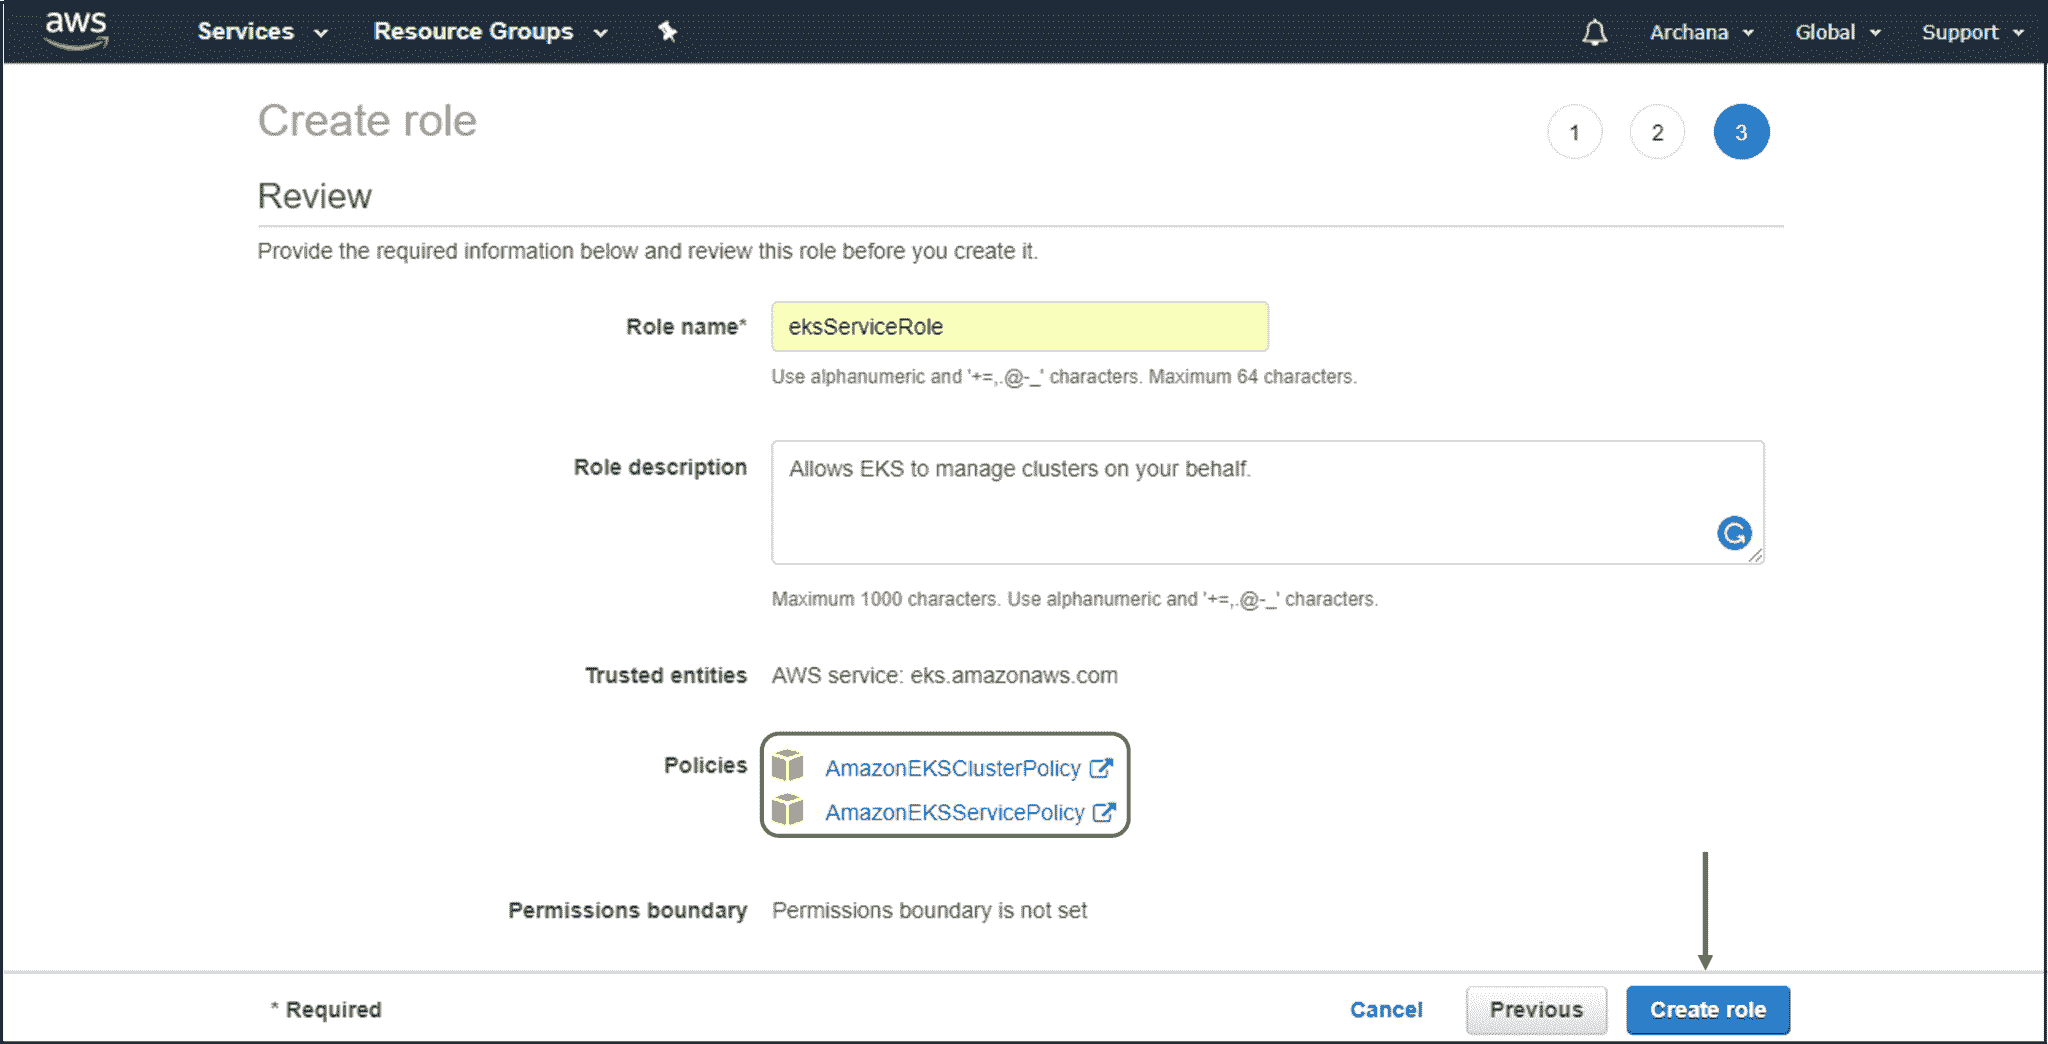 aws Services Resource Groups Archana Global Support
Create role 1 2 3
Review
Provide the required information below and review this role before you create it.
Role name* eksServiceRole
Use alphanumeric and '+=,.@-_' characters. Maximum 64 characters.
Role description Allows EKS to manage clusters on your behalf.
Maximum 1000 characters. Use alphanumeric and '+=,.@-_' characters.
Trusted entities AWS service: eks.amazonaws.com
Policies AmazonEKSClusterPolicy
AmazonEKSServicePolicy
Permissions boundary Permissions boundary is not set
* Required Cancel Previous Create role